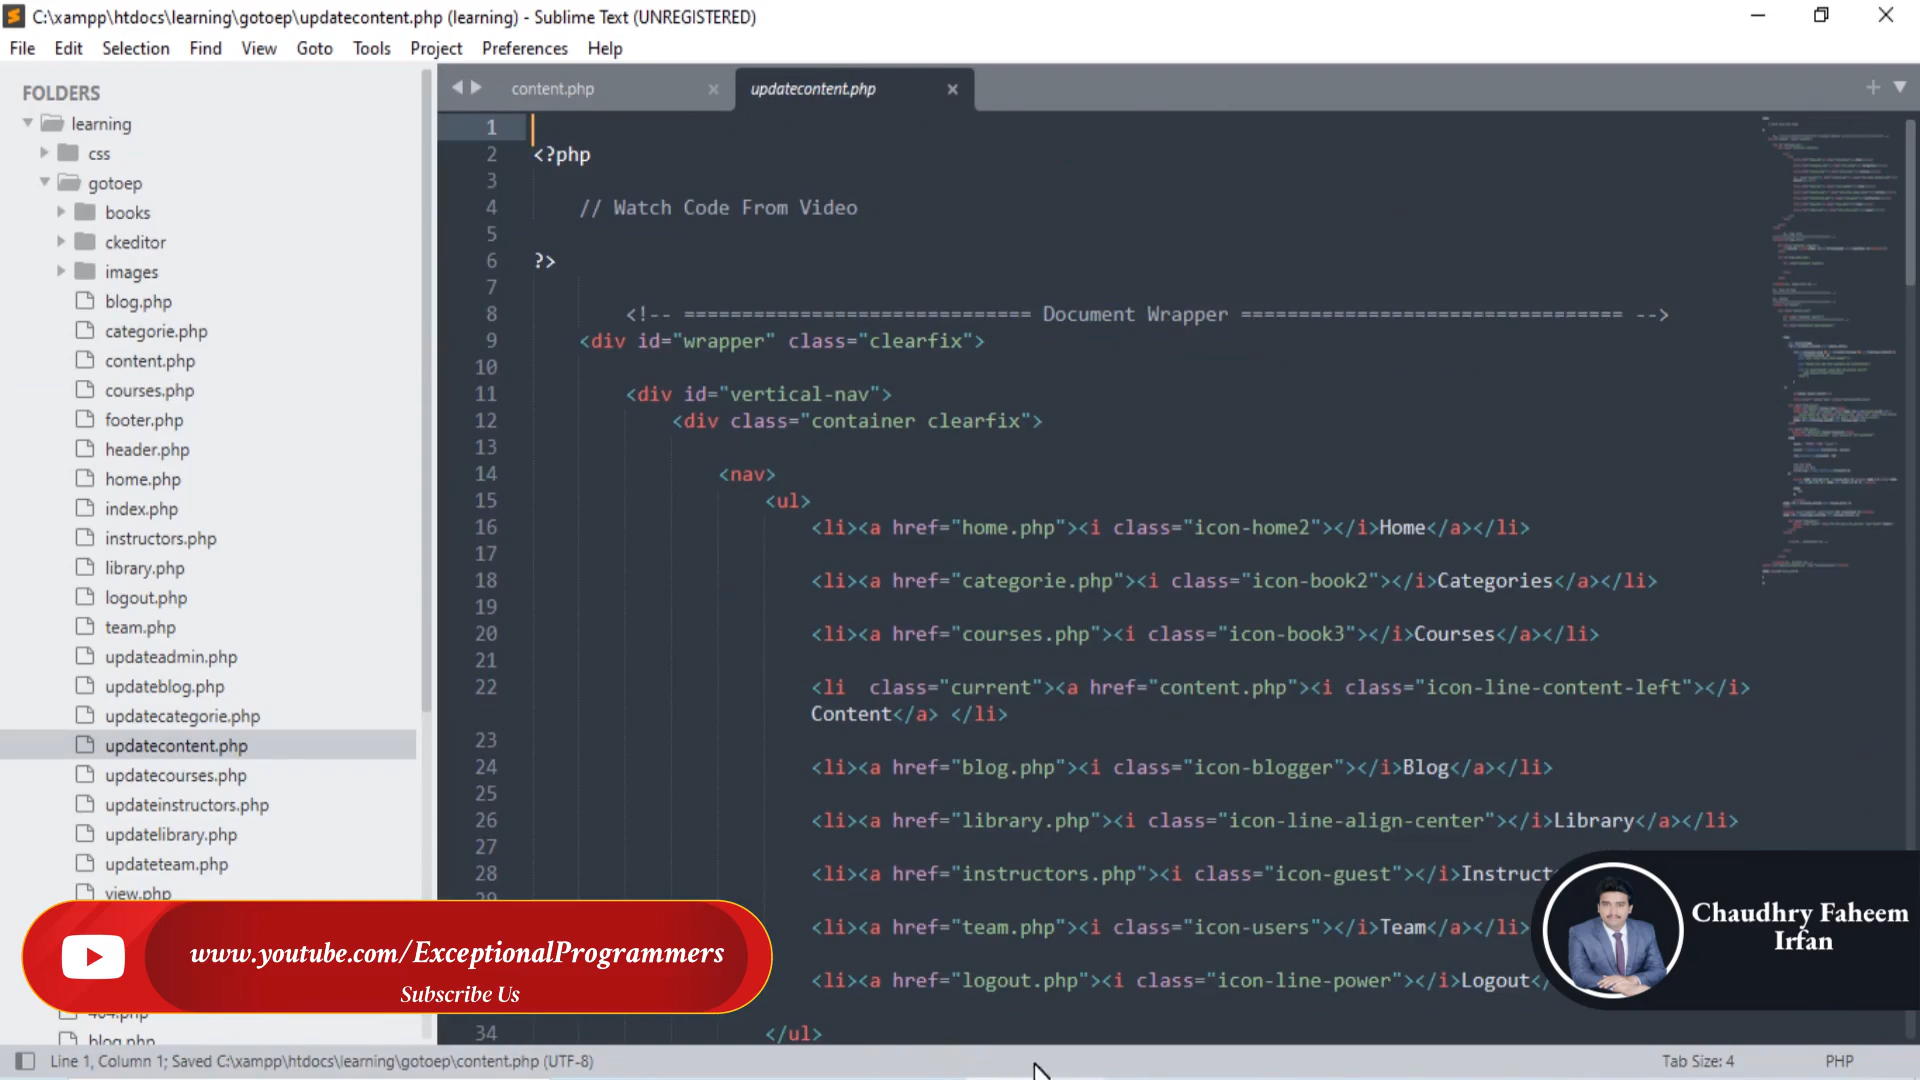 C:\xampp\htdocs\learning\gotoep\updatecontent.php (learning) - Sublime Text (UNREGISTERED)
File Edit Selection Find View Goto Tools Project Preferences Help
FOLDERS
learning
css
gotoep
books
ckeditor
images
blog.php
categorie.php
content.php
courses.php
footer.php
header.php
home.php
index.php
instructors.php
library.php
logout.php
team.php
updateadmin.php
updateblog.php
updatecategorie.php
updatecontent.php
updatecourses.php
updateinstructors.php
updatelibrary.php
updateteam.php
view.php
404.php
blog.php
content.php
updatecontent.php
1
2 <?php
3
4 // Watch Code From Video
5
6 ?>
7
8 <!-- ============================== Document Wrapper ================================= -->
9 <div id="wrapper" class="clearfix">
10
11 <div id="vertical-nav">
12 <div class="container clearfix">
13
14 <nav>
15 <ul>
16 <li><a href="home.php"><i class="icon-home2"></i>Home</a></li>
17
18 <li><a href="categorie.php"><i class="icon-book2"></i>Categories</a></li>
19
20 <li><a href="courses.php"><i class="icon-book3"></i>Courses</a></li>
21
22 <li  class="current"><a href="content.php"><i class="icon-line-content-left"></i>
Content</a> </li>
23
24 <li><a href="blog.php"><i class="icon-blogger"></i>Blog</a></li>
25
26 <li><a href="library.php"><i class="icon-line-align-center"></i>Library</a></li>
27
28 <li><a href="instructors.php"><i class="icon-guest"></i>Instruct
29
<li><a href="team.php"><i class="icon-users"></i>Team</a></li>
<li><a href="logout.php"><i class="icon-line-power"></i>Logout</
34 </ul>
www.youtube.com/ExceptionalProgrammers
Subscribe Us
Chaudhry Faheem
Irfan
Line 1, Column 1; Saved C:\xampp\htdocs\learning\gotoep\content.php (UTF-8)
Tab Size: 4
PHP